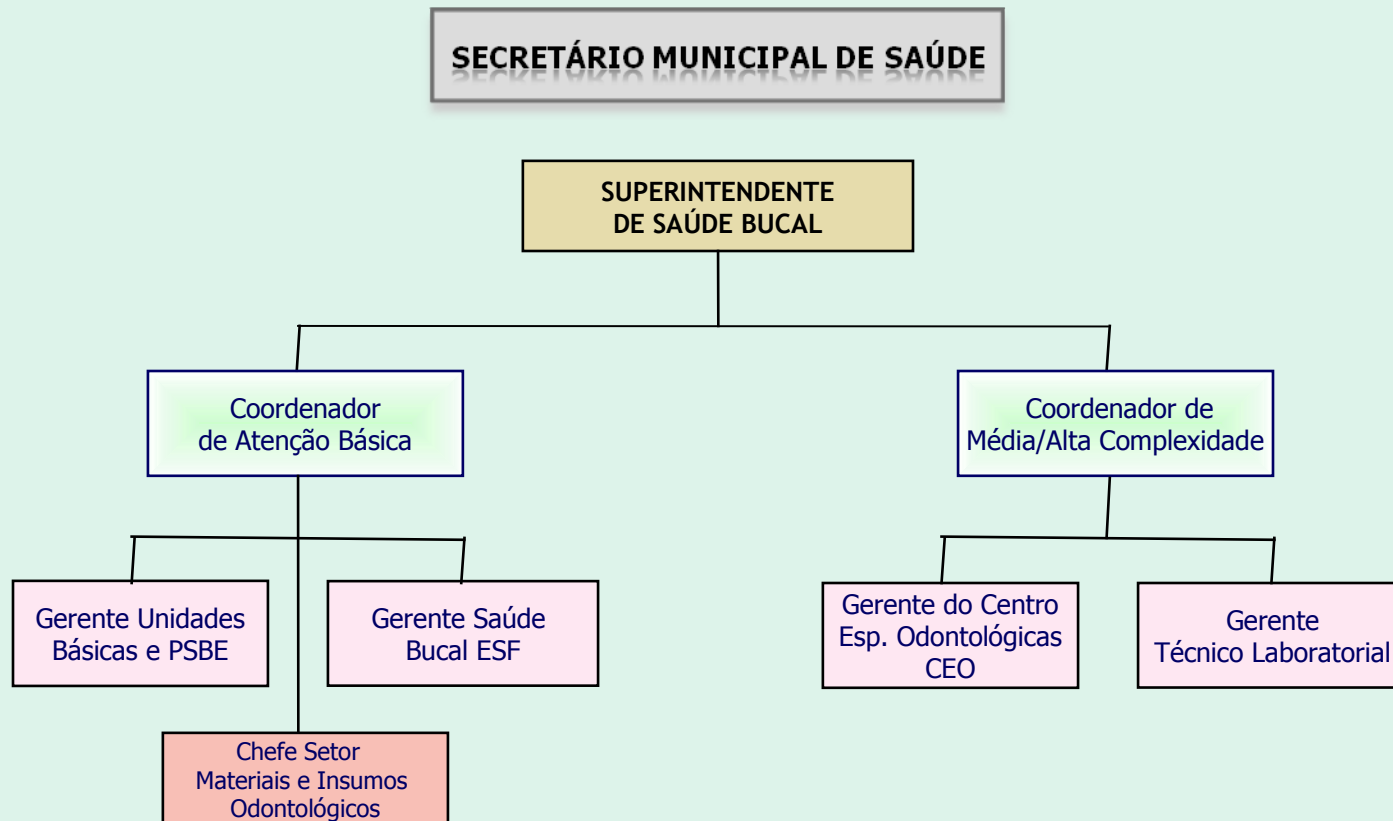 SECRETÁRIO MUNICIPAL DE SAÚDE
SUPERINTENDENTE
DE SAÚDE BUCAL
Coordenador
de Atenção Básica
Coordenador de
Média/Alta Complexidade
Gerente Unidades
Básicas e PSBE
Gerente Saúde
Bucal ESF
Gerente do Centro
Esp. Odontológicas
CEO
Gerente
Técnico Laboratorial
Chefe Setor
Materiais e Insumos
Odontológicos